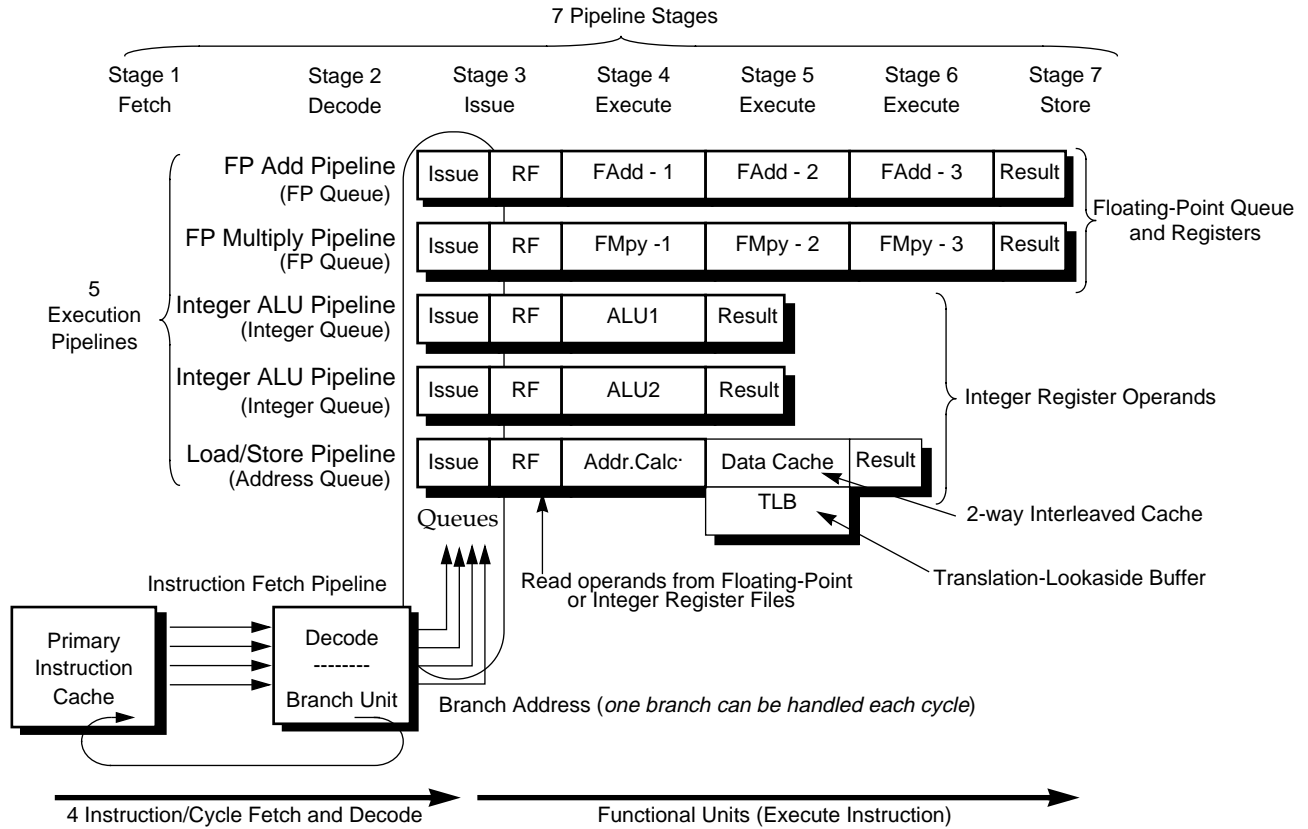 7 Pipeline Stages
Stage 1 Stage 2 Stage 3 Stage 4 Stage 5 Stage 6 Stage 7
Fetch Decode Issue Execute Execute Execute Store
FP Add Pipeline
(FP Queue)
Issue RF FAdd - 1 FAdd - 2 FAdd - 3 Result
Floating-Point Queue
and Registers
FP Multiply Pipeline
(FP Queue)
Issue RF FMpy -1 FMpy - 2 FMpy - 3 Result
5
Execution
Pipelines
Integer ALU Pipeline
(Integer Queue)
Issue RF ALU1 Result
Integer ALU Pipeline
(Integer Queue)
Issue RF ALU2 Result
Integer Register Operands
Load/Store Pipeline
(Address Queue)
Issue RF Addr.Calc. Data Cache Result
TLB
2-way Interleaved Cache
Translation-Lookaside Buffer
Queues
Read operands from Floating-Point
or Integer Register Files
Instruction Fetch Pipeline
Primary
Instruction
Cache
Decode
--------
Branch Unit
Branch Address (one branch can be handled each cycle)
4 Instruction/Cycle Fetch and Decode
Functional Units (Execute Instruction)